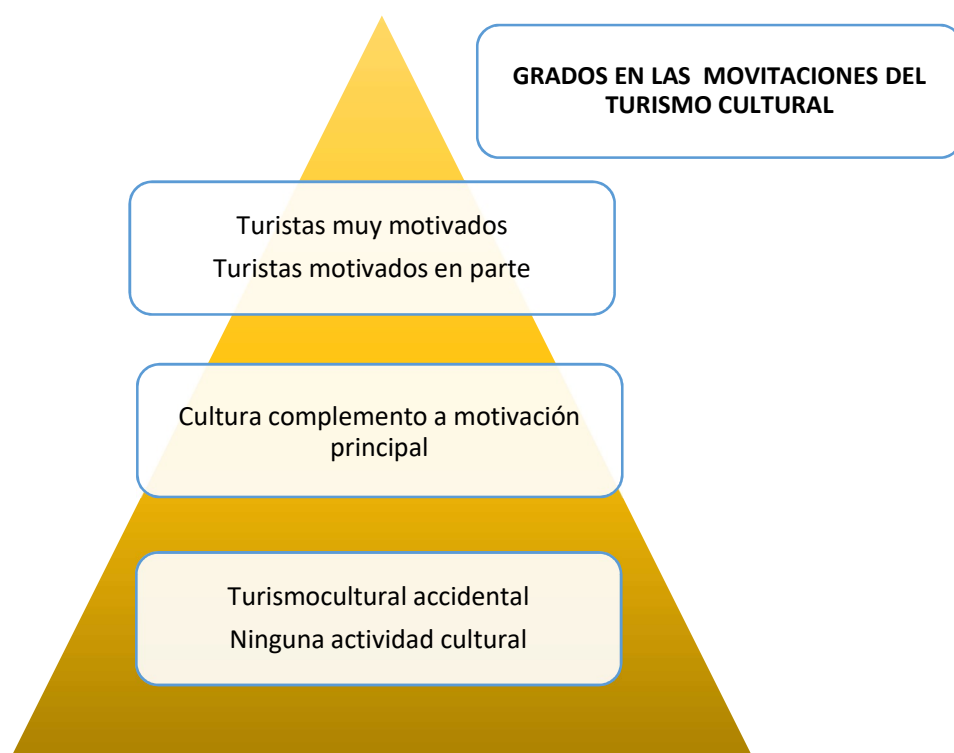 GRADOS EN LAS MOVITACIONES DEL
TURISMO CULTURAL
Turistas muy motivados
Turistas motivados en parte
Cultura complemento a motivación
principal
Turismocultural accidental
Ninguna actividad cultural